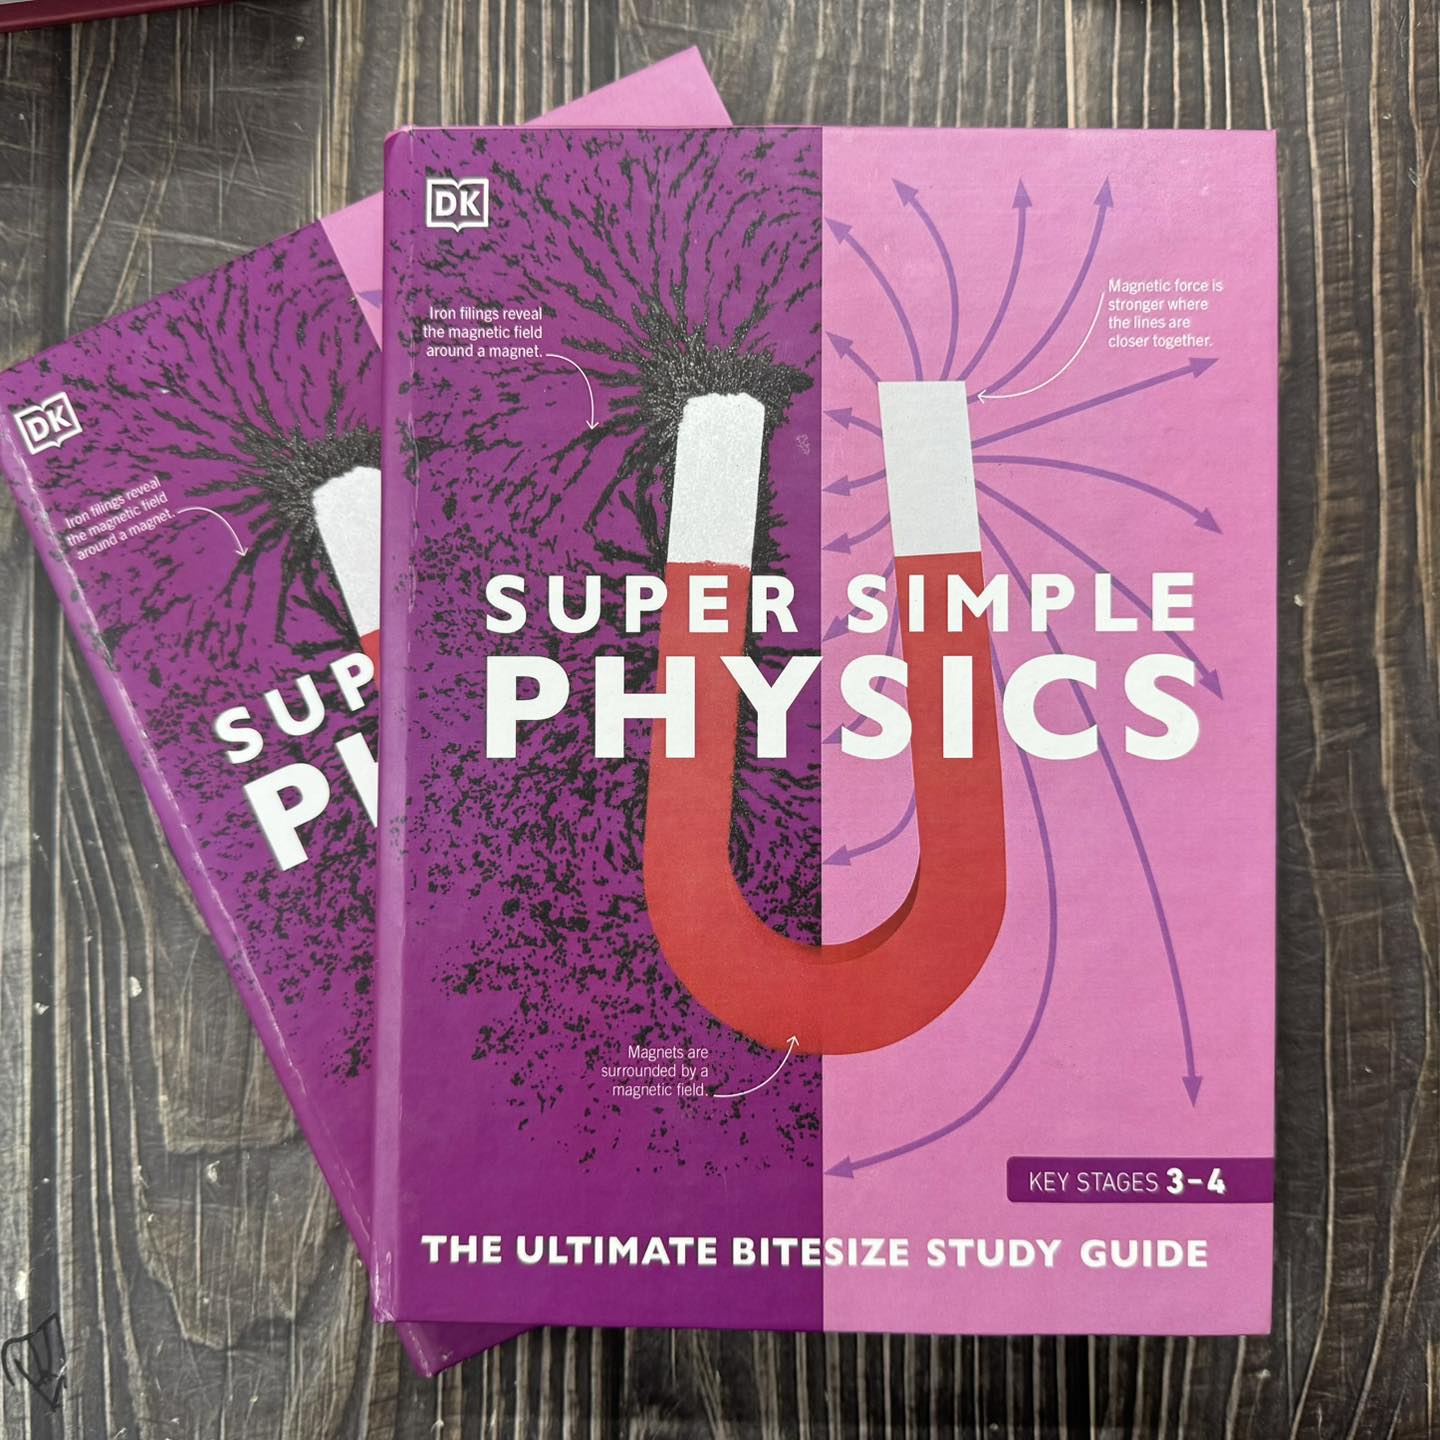 DK
Iron filings reveal
the magnetic field
around a magnet.
Magnetic force is
stronger where
the lines are
closer together.
SUPER SIMPLE
PHYSICS
Magnets are
surrounded by a
magnetic field.
KEY STAGES 3–4
THE ULTIMATE BITESIZE STUDY GUIDE
DK
Iron filings reveal
the magnetic field
around a magnet.
SUP
PH